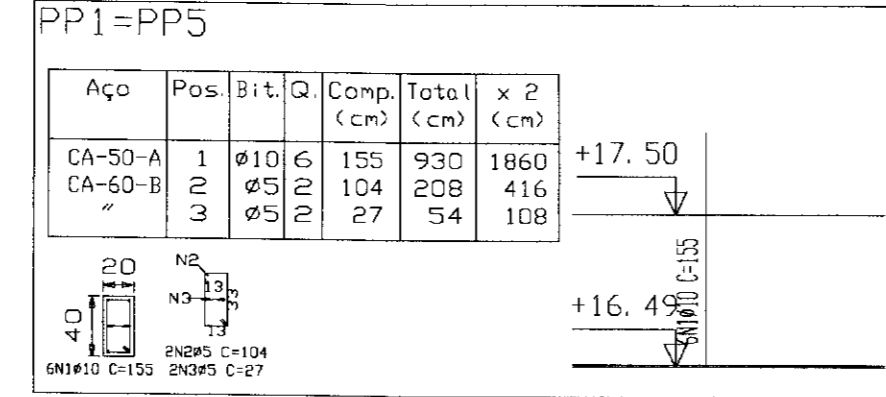 PP1=PP5
Aço Pos. Bit. Q. Comp. (cm) Total (cm) x 2 (cm)
CA-50-A 1 ø10 6 155 930 1860
CA-60-B 2 ø5 2 104 208 416
" 3 ø5 2 27 54 108
+17. 50
6N1ø10 C=155
+16. 49
20
40
6N1ø10 C=155
N2
13
N3
33
13
2N2ø5 C=104
2N3ø5 C=27